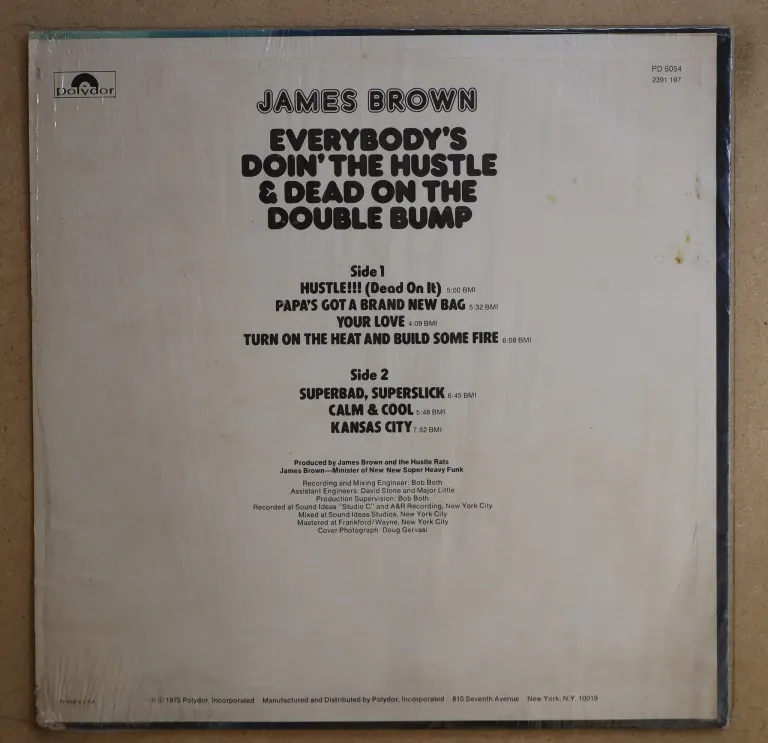 polydor
PD 6054
2391 197
JAMES BROWN
EVERYBODY'S
DOIN' THE HUSTLE
& DEAD ON THE
DOUBLE BUMP
Side 1
HUSTLE!!! (Dead On It) 5:00 BMI
PAPA'S GOT A BRAND NEW BAG 5:32 BMI
YOUR LOVE 4:09 BMI
TURN ON THE HEAT AND BUILD SOME FIRE 6:08 BMI
Side 2
SUPERBAD, SUPERSLICK 6:45 BMI
CALM & COOL 5:48 BMI
KANSAS CITY 7:52 BMI
Produced by James Brown and the Hustle Rats
James Brown—Minister of New New Super Heavy Funk
Recording and Mixing Engineer: Bob Both
Assistant Engineers: David Stone and Major Little
Production Supervision: Bob Both
Recorded at Sound Ideas "Studio C" and A&R Recording, New York City
Mixed at Sound Ideas Studios, New York City
Mastered at Frankford/Wayne, New York City
Cover Photograph: Doug Gervasi
℗ © 1975 Polydor, Incorporated Manufactured and Distributed by Polydor, Incorporated 810 Seventh Avenue New York, N.Y. 10019